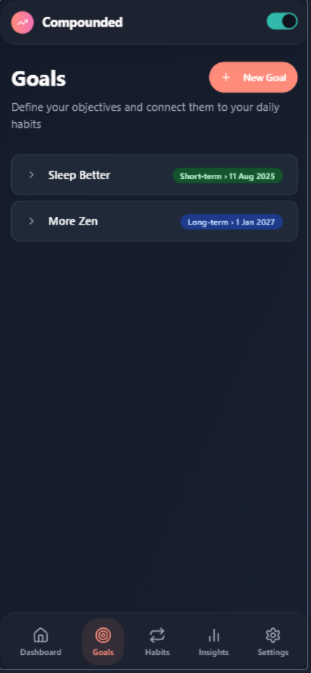 Compounded
Goals
+ New Goal
Define your objectives and connect them to your daily
habits
Sleep Better
Short-term › 11 Aug 2025
More Zen
Long-term › 1 Jan 2027
Dashboard
Goals
Habits
Insights
Settings